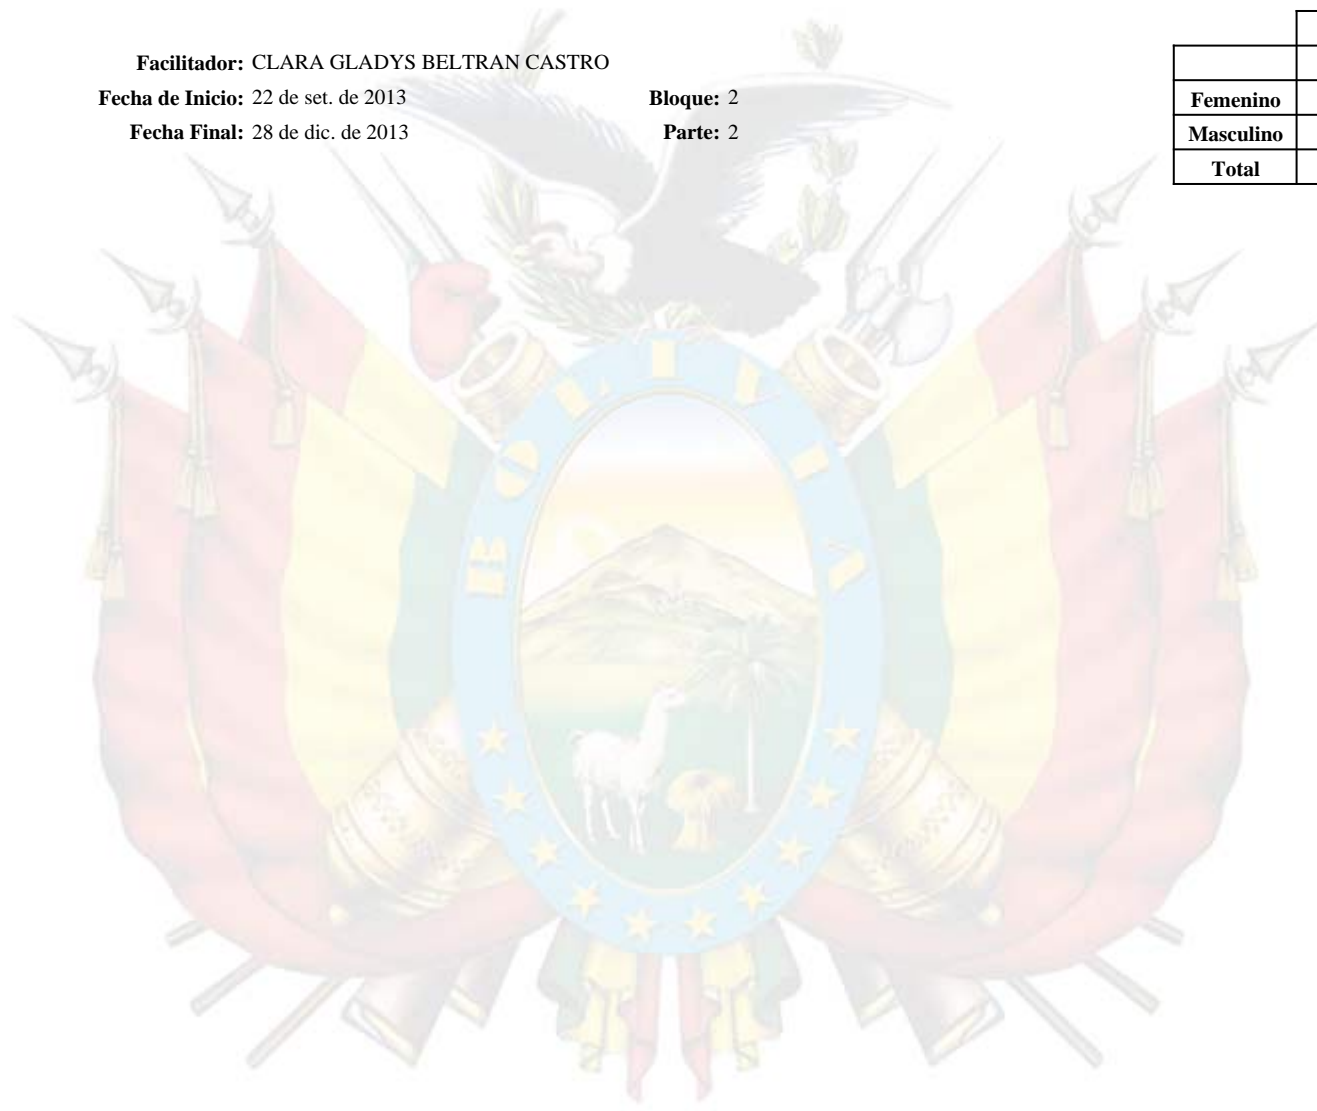 Facilitador: CLARA GLADYS BELTRAN CASTRO
Fecha de Inicio: 22 de set. de 2013 Bloque: 2
Fecha Final: 28 de dic. de 2013 Parte: 2
Femenino
Masculino
Total
BOLIVIA